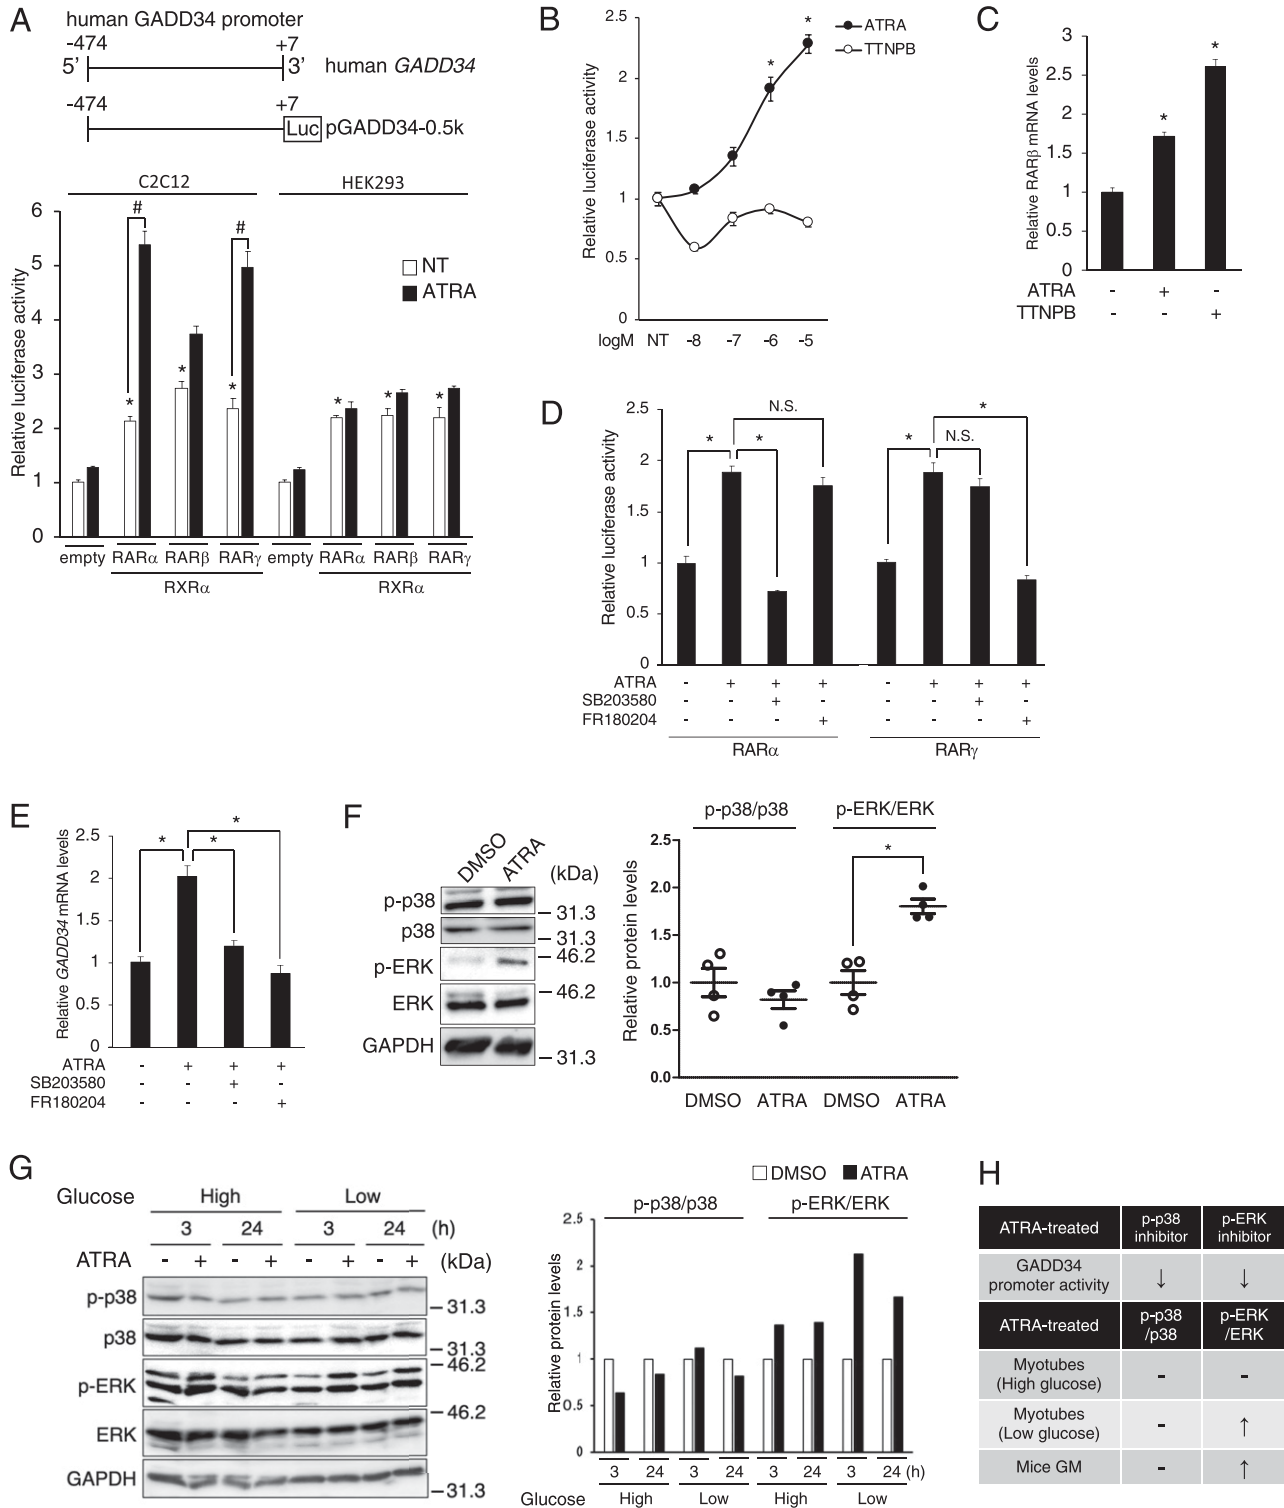 A
human GADD34 promoter
-474 +7
5’ 3’ human GADD34
-474 +7
Luc pGADD34-0.5k
C2C12 HEK293
Relative luciferase activity
6
5
4
3
2
1
0
# #
NT
ATRA
* * * * * *
empty RARα RARβ RARγ empty RARα RARβ RARγ
RXRα RXRα
B
Relative luciferase activity
2.5
2
1.5
1
0.5
0
* *
ATRA
TTNPB
logM NT -8 -7 -6 -5
C
Relative RARβ mRNA levels
3
2.5
2
1.5
1
0.5
0
* *
ATRA - + -
TTNPB - - +
D
Relative luciferase activity
2.5
2
1.5
1
0.5
0
N.S. *
* * * N.S.
ATRA - + + + - + + +
SB203580 - - + - - - + -
FR180204 - - - + - - - +
RARα RARγ
E
Relative GADD34 mRNA levels
2.5
2
1.5
1
0.5
0
*
* *
ATRA - + + +
SB203580 - - + -
FR180204 - - - +
F
DMSO ATRA (kDa)
p-p38 31.3
p38 31.3
p-ERK 46.2
ERK 46.2
GAPDH 31.3
p-p38/p38 p-ERK/ERK
Relative protein levels
2.5
2.0
1.5
1.0
0.5
0.0
*
DMSO ATRA DMSO ATRA
G
Glucose High Low
3 24 3 24 (h)
ATRA - + - + - + - + (kDa)
p-p38 31.3
p38 31.3
p-ERK 46.2
ERK 46.2
GAPDH 31.3
DMSO ATRA
p-p38/p38 p-ERK/ERK
Relative protein levels
2.5
2
1.5
1
0.5
0
3 24 3 24 3 24 3 24 (h)
Glucose High Low High Low
H
ATRA-treated p-p38 inhibitor p-ERK inhibitor
GADD34 promoter activity ↓ ↓
ATRA-treated p-p38 /p38 p-ERK /ERK
Myotubes (High glucose) - -
Myotubes (Low glucose) - ↑
Mice GM - ↑